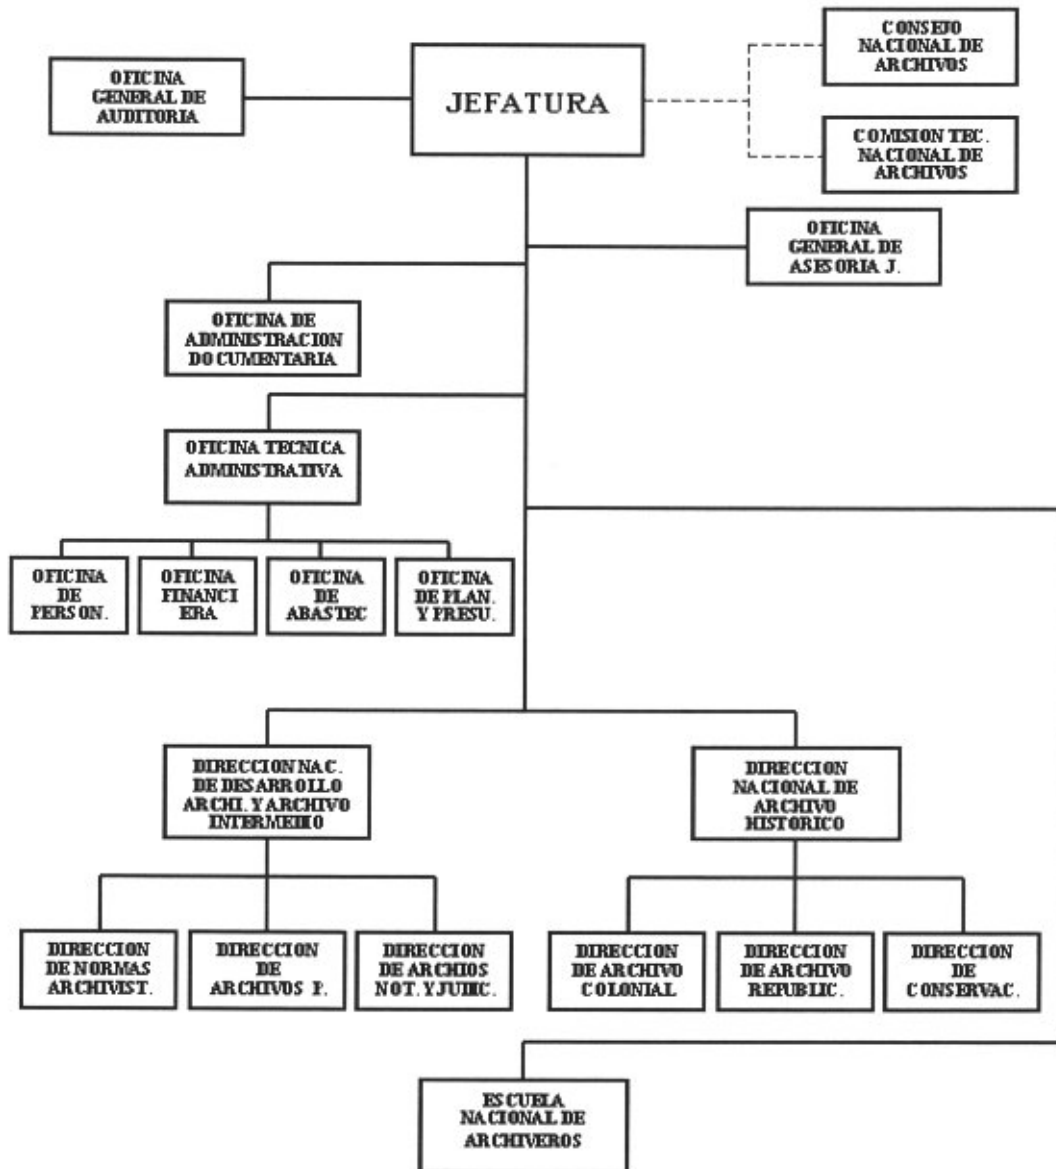 CONSEJO
NACIONAL DE
ARCHIVOS
OFICINA
GENERAL DE
AUDITORIA
JEFATURA
COMISION TEC.
NACIONAL DE
ARCHIVOS
OFICINA
GENERAL DE
ASESORIA J.
OFICINA DE
ADMINISTRACION
DOCUMENTARIA
OFICINA TECNICA
ADMINISTRATIVA
OFICINA
DE
PERSON.
OFICINA
FINANCI
ERA
OFICINA
DE
ABASTEC
OFICINA
DE PLAN.
Y PRESU.
DIRECCION NAC.
DE DESARROLLO
ARCHI. Y ARCHIVO
INTERMEDIO
DIRECCION
NACIONAL DE
ARCHIVO
HISTORICO
DIRECCION
DE NORMAS
ARCHIVIST.
DIRECCION
DE
ARCHIVOS P.
DIRECCION
DE ARCHIOS
NOT. Y JUDIC.
DIRECCION
DE ARCHIVO
COLONIAL
DIRECCION
DE ARCHIVO
REPUBLIC.
DIRECCION
DE
CONSERVAC.
ESCUELA
NACIONAL DE
ARCHIVEROS